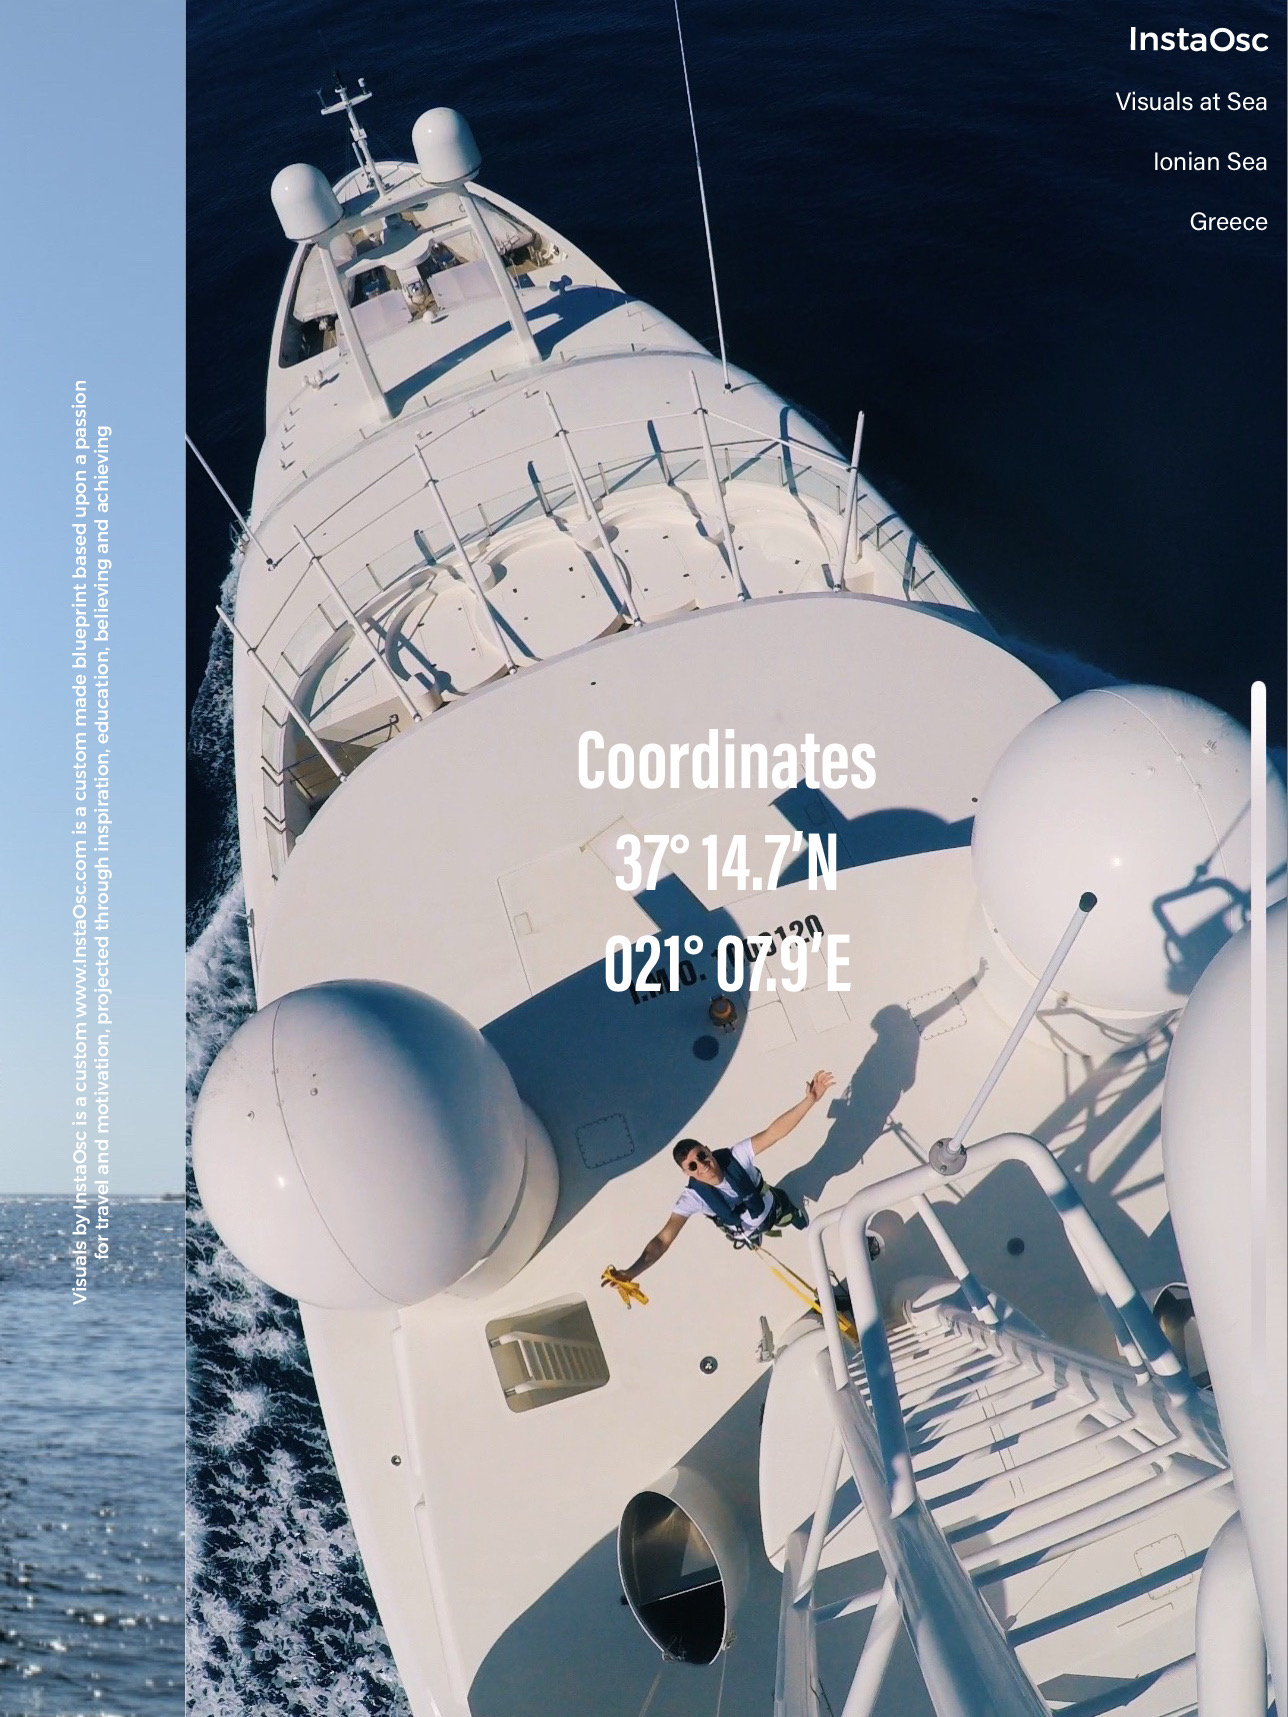 InstaOsc
Visuals at Sea
Ionian Sea
Greece
Visuals by InstaOsc is a custom www.InstaOsc.com is a custom made blueprint based upon a passion
for travel and motivation, projected through inspiration, education, believing and achieving
Coordinates
37° 14.7'N
021° 07.9'E
I.M.O.